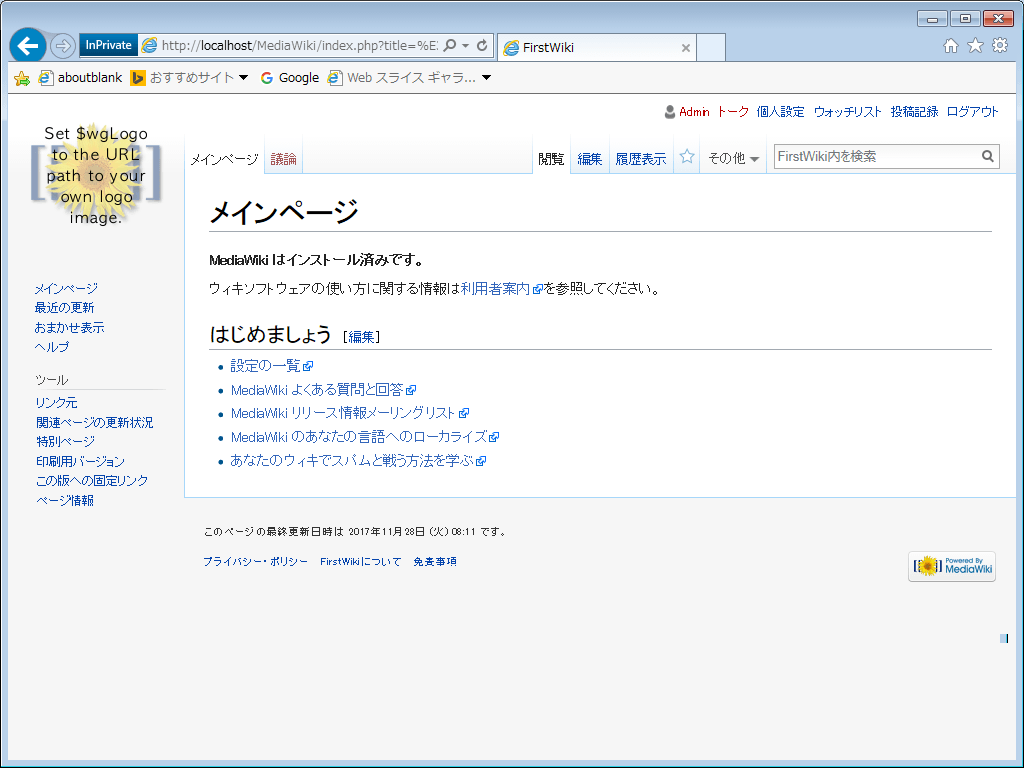 InPrivate http://localhost/MediaWiki/index.php?title=%E FirstWiki
aboutblank おすすめサイト Google Web スライス ギャラ...
Admin トーク 個人設定 ウォッチリスト 投稿記録 ログアウト
Set $wgLogo
to the URL
path to your
own logo
image.
メインページ 議論 閲覧 編集 履歴表示 その他 FirstWiki内を検索
メインページ
MediaWiki はインストール済みです。
ウィキソフトウェアの使い方に関する情報は利用者案内を参照してください。
はじめましょう [編集]
設定の一覧
MediaWiki よくある質問と回答
MediaWiki リリース情報メーリングリスト
MediaWiki のあなたの言語へのローカライズ
あなたのウィキでスパムと戦う方法を学ぶ
メインページ
最近の更新
おまかせ表示
ヘルプ
ツール
リンク元
関連ページの更新状況
特別ページ
印刷用バージョン
この版への固定リンク
ページ情報
このページの最終更新日時は 2017年11月28日 (火) 08:11 です。
プライバシー・ポリシー FirstWikiについて 免責事項
Powered By
MediaWiki